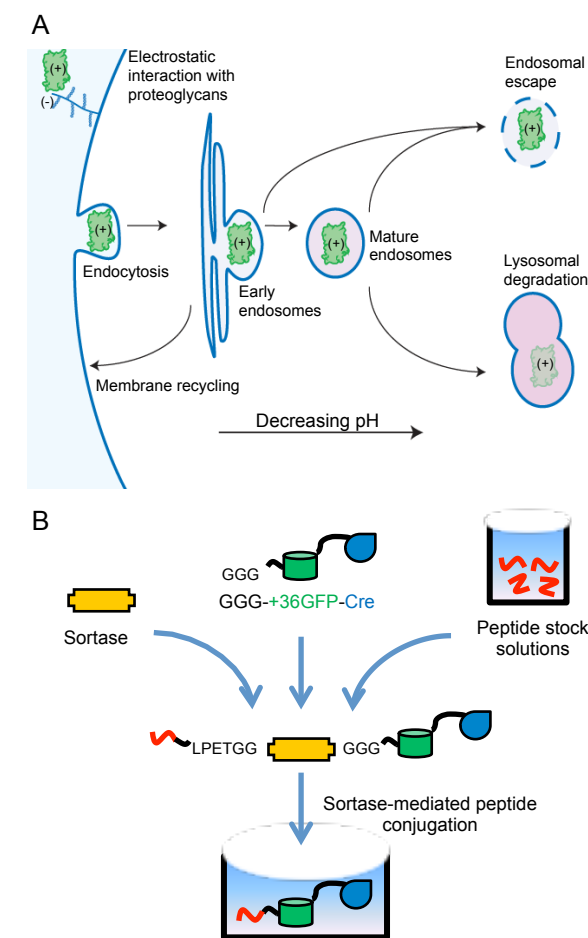 A
Electrostatic
interaction with
proteoglycans
(+)
(-)
Endosomal
escape
(+)
(+)
Endocytosis
(+)
Early
endosomes
(+)
Mature
endosomes
Lysosomal
degradation
(+)
Membrane recycling
Decreasing pH
B
GGG
GGG-+36GFP-Cre
Sortase
Peptide stock
solutions
LPETGG
GGG
Sortase-mediated peptide
conjugation